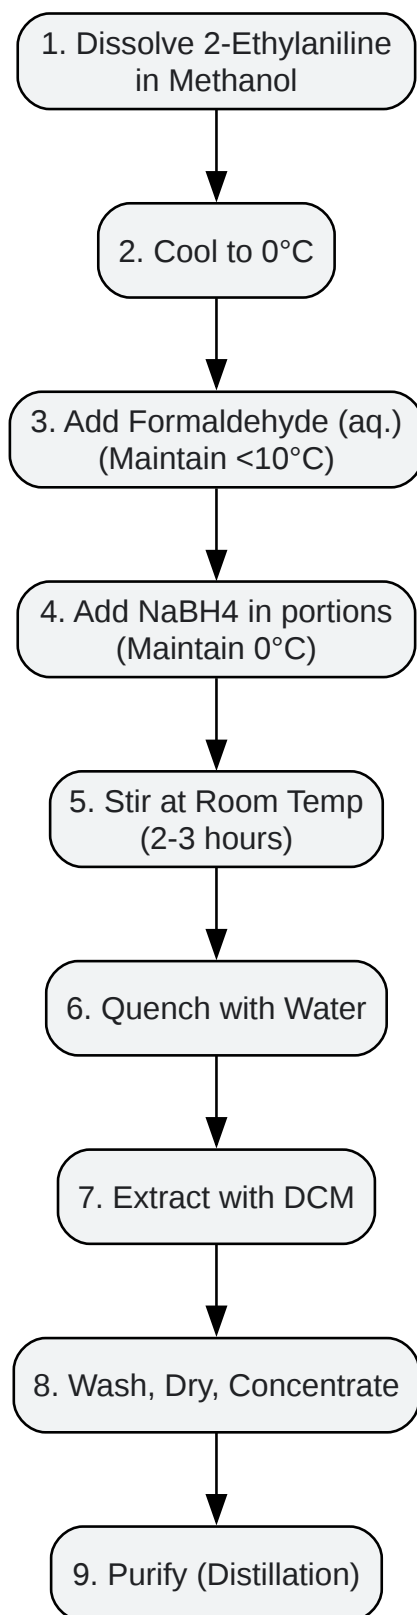 1. Dissolve 2-Ethylaniline
in Methanol
2. Cool to 0°C
3. Add Formaldehyde (aq.)
(Maintain <10°C)
4. Add NaBH4 in portions
(Maintain 0°C)
5. Stir at Room Temp
(2-3 hours)
6. Quench with Water
7. Extract with DCM
8. Wash, Dry, Concentrate
9. Purify (Distillation)